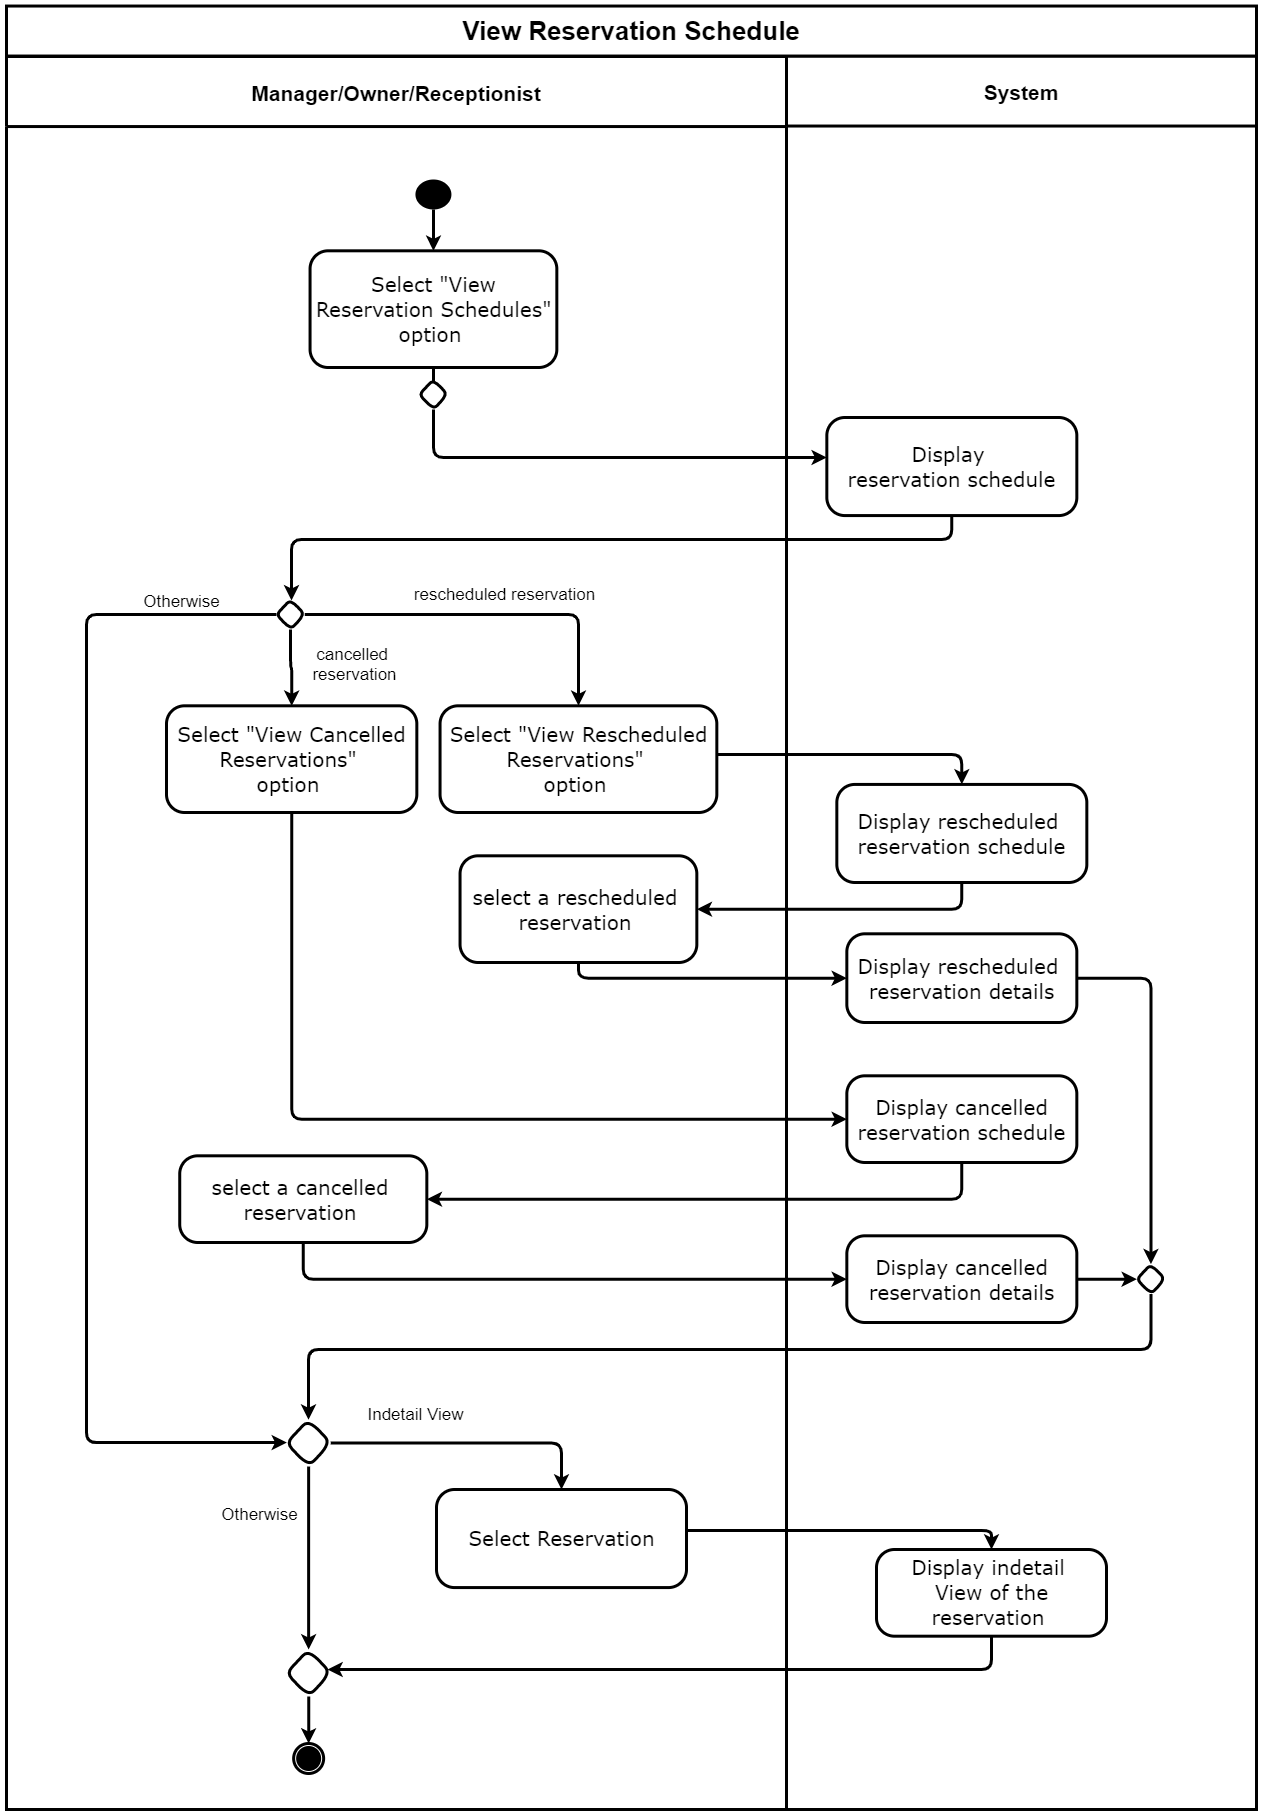 View Reservation Schedule
Manager/Owner/Receptionist
System
Select "View
Reservation Schedules"
option
Display
reservation schedule
Otherwise
rescheduled reservation
cancelled
reservation
Select "View Cancelled
Reservations"
option
Select "View Rescheduled
Reservations"
option
Display rescheduled
reservation schedule
select a rescheduled
reservation
Display rescheduled
reservation details
Display cancelled
reservation schedule
select a cancelled
reservation
Display cancelled
reservation details
Indetail View
Otherwise
Select Reservation
Display indetail
View of the
reservation